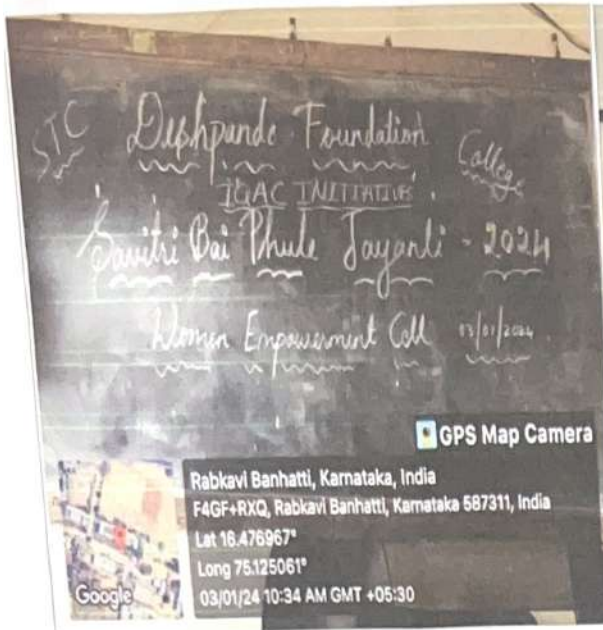 STC Deshpande Foundation College
IQAC INITIATIVES
Savitri Bai Phule Jayanti - 2024
Women Empowerment Cell 03/01/2024
GPS Map Camera
Rabkavi Banhatti, Karnataka, India
F4GF+RXQ, Rabkavi Banhatti, Karnataka 587311, India
Lat 16.476967°
Long 75.125061°
03/01/24 10:34 AM GMT +05:30
Google